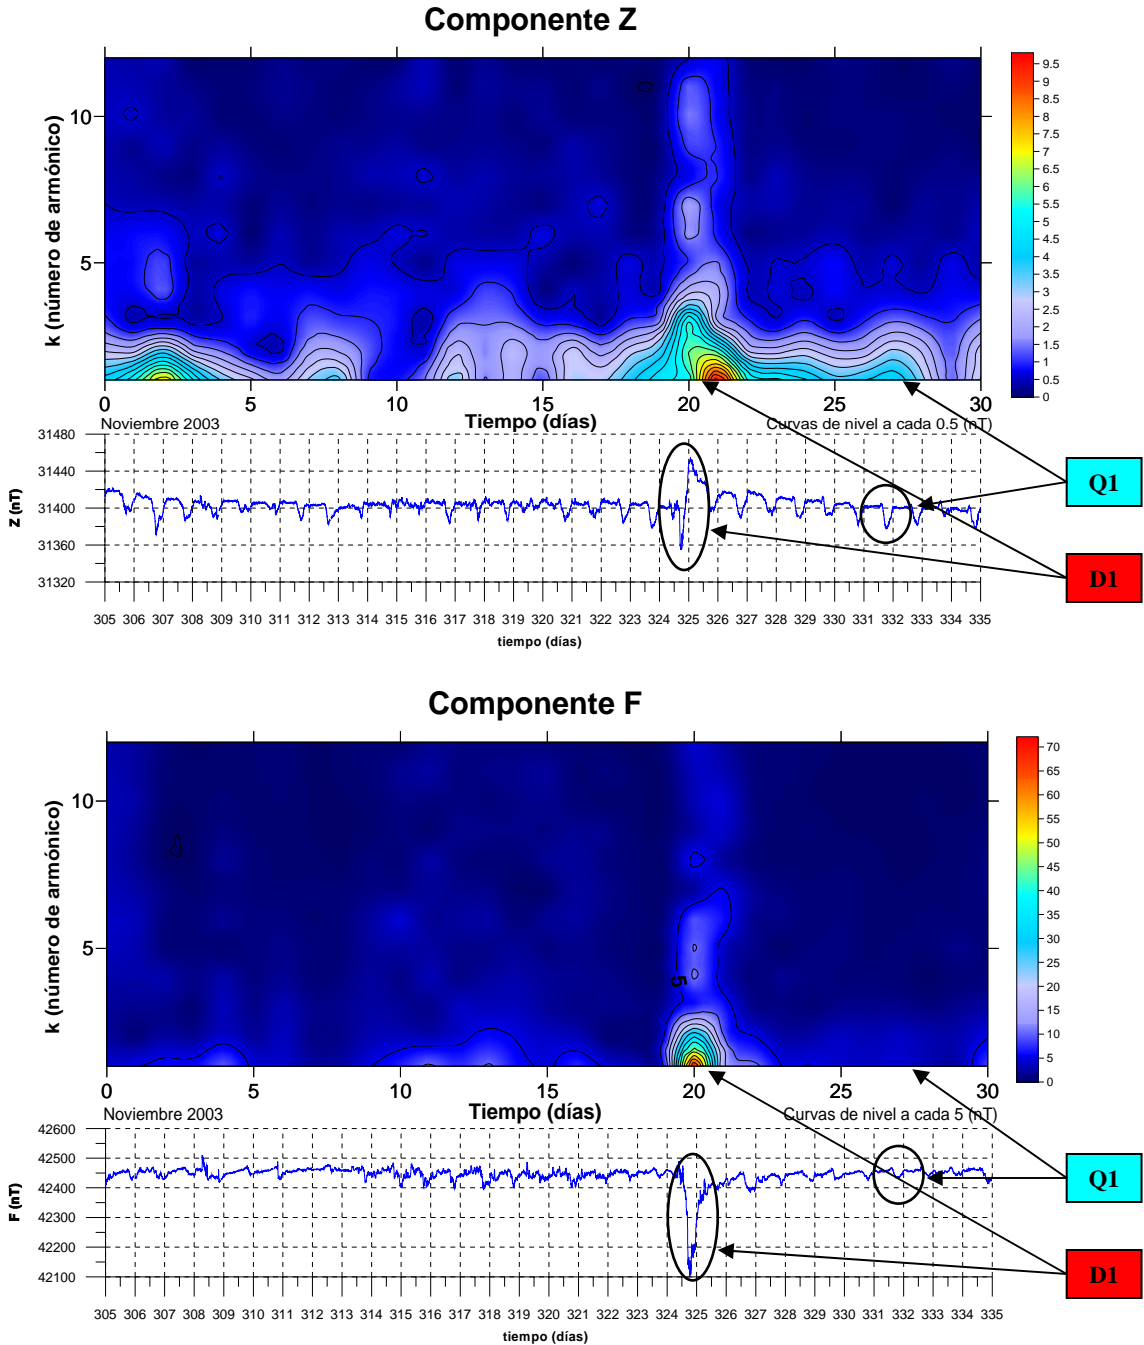 Componente Z
k (número de armónico)
10
5
0 5 10 15 20 25 30
Noviembre 2003
Tiempo (días)
Curvas de nivel a cada 0.5 (nT)
9.5
9
8.5
8
7.5
7
6.5
6
5.5
5
4.5
4
3.5
3
2.5
2
1.5
1
0.5
0
Z (nT)
31480
31440
31400
31360
31320
305 306 307 308 309 310 311 312 313 314 315 316 317 318 319 320 321 322 323 324 325 326 327 328 329 330 331 332 333 334 335
tiempo (días)
Q1
D1
Componente F
k (número de armónico)
10
5
5
0 5 10 15 20 25 30
Noviembre 2003
Tiempo (días)
Curvas de nivel a cada 5 (nT)
70
65
60
55
50
45
40
35
30
25
20
15
10
5
0
F (nT)
42600
42500
42400
42300
42200
42100
305 306 307 308 309 310 311 312 313 314 315 316 317 318 319 320 321 322 323 324 325 326 327 328 329 330 331 332 333 334 335
tiempo (días)
Q1
D1